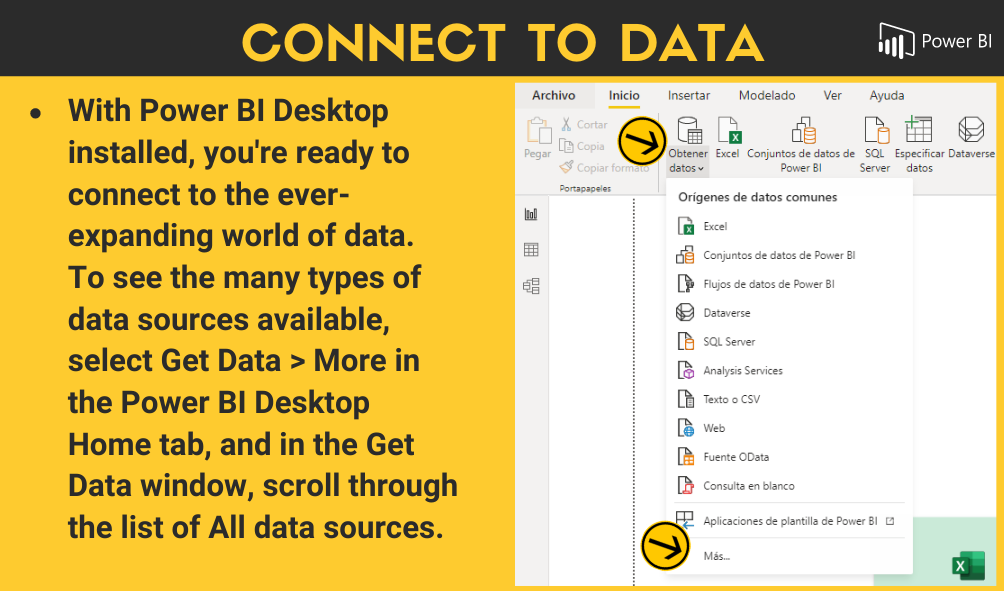 CONNECT TO DATA
Power BI
• With Power BI Desktop
installed, you're ready to
connect to the ever-
expanding world of data.
To see the many types of
data sources available,
select Get Data > More in
the Power BI Desktop
Home tab, and in the Get
Data window, scroll through
the list of All data sources.
Archivo Inicio Insertar Modelado Ver Ayuda
Pegar
Cortar
Copia
Copiar formato
Portapapeles
Obtener
datos
Excel
Conjuntos de datos de
Power BI
SQL
Server
Especificar
datos
Dataverse
Orígenes de datos comunes
Excel
Conjuntos de datos de Power BI
Flujos de datos de Power BI
Dataverse
SQL Server
Analysis Services
Texto o CSV
Web
Fuente OData
Consulta en blanco
Aplicaciones de plantilla de Power BI
Más...